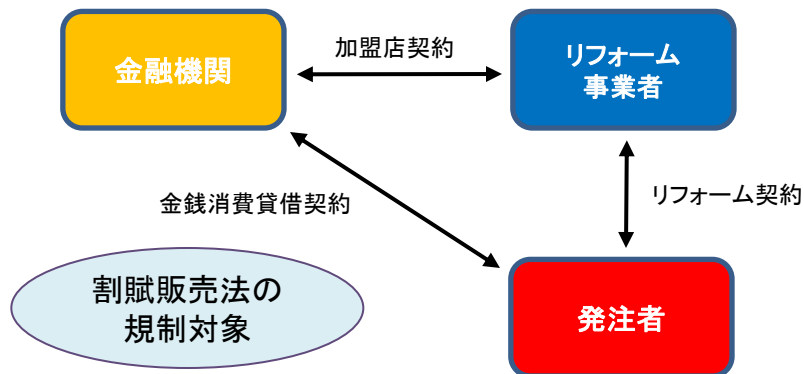 加盟店契約
金融機関
リフォーム
事業者
金銭消費貸借契約
リフォーム契約
割賦販売法の
規制対象
発注者